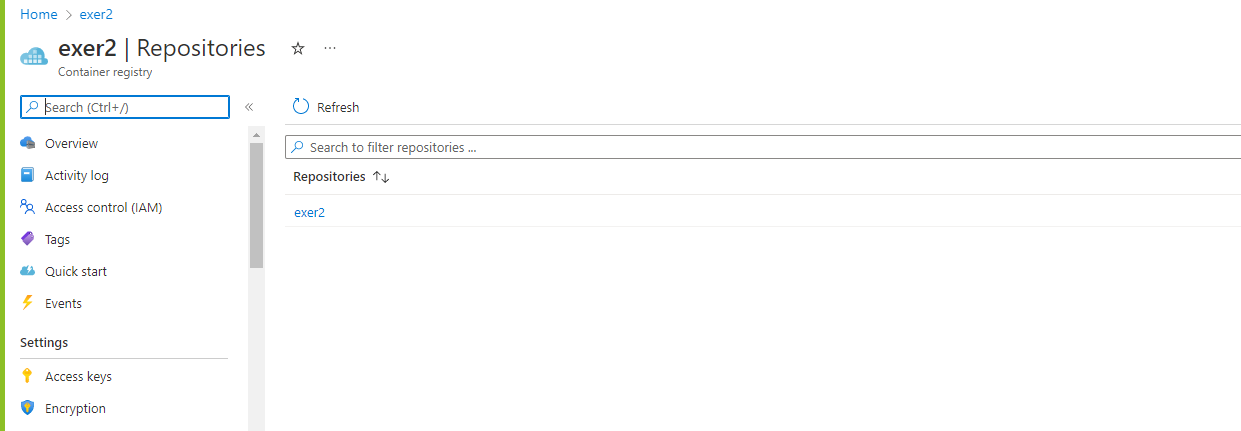 Home > exer2
exer2 | Repositories ☆ ...
Container registry
Search (Ctrl+/) «
Refresh
Search to filter repositories ...
Repositories ↑↓
exer2
Overview
Activity log
Access control (IAM)
Tags
Quick start
Events
Settings
Access keys
Encryption